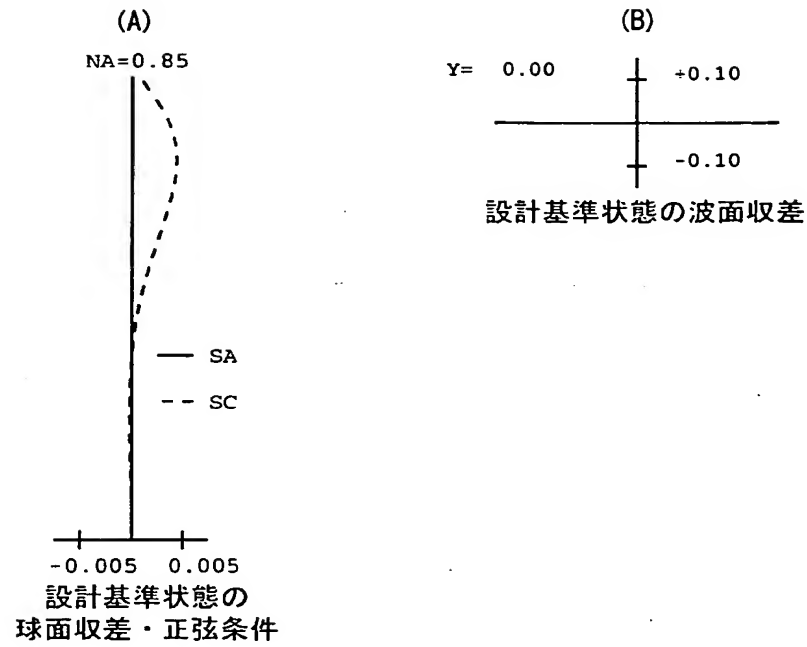 (A)
NA=0.85
SA
SC
-0.005 0.005
設計基準状態の
球面収差・正弦条件
(B)
Y= 0.00
+0.10
-0.10
設計基準状態の波面収差